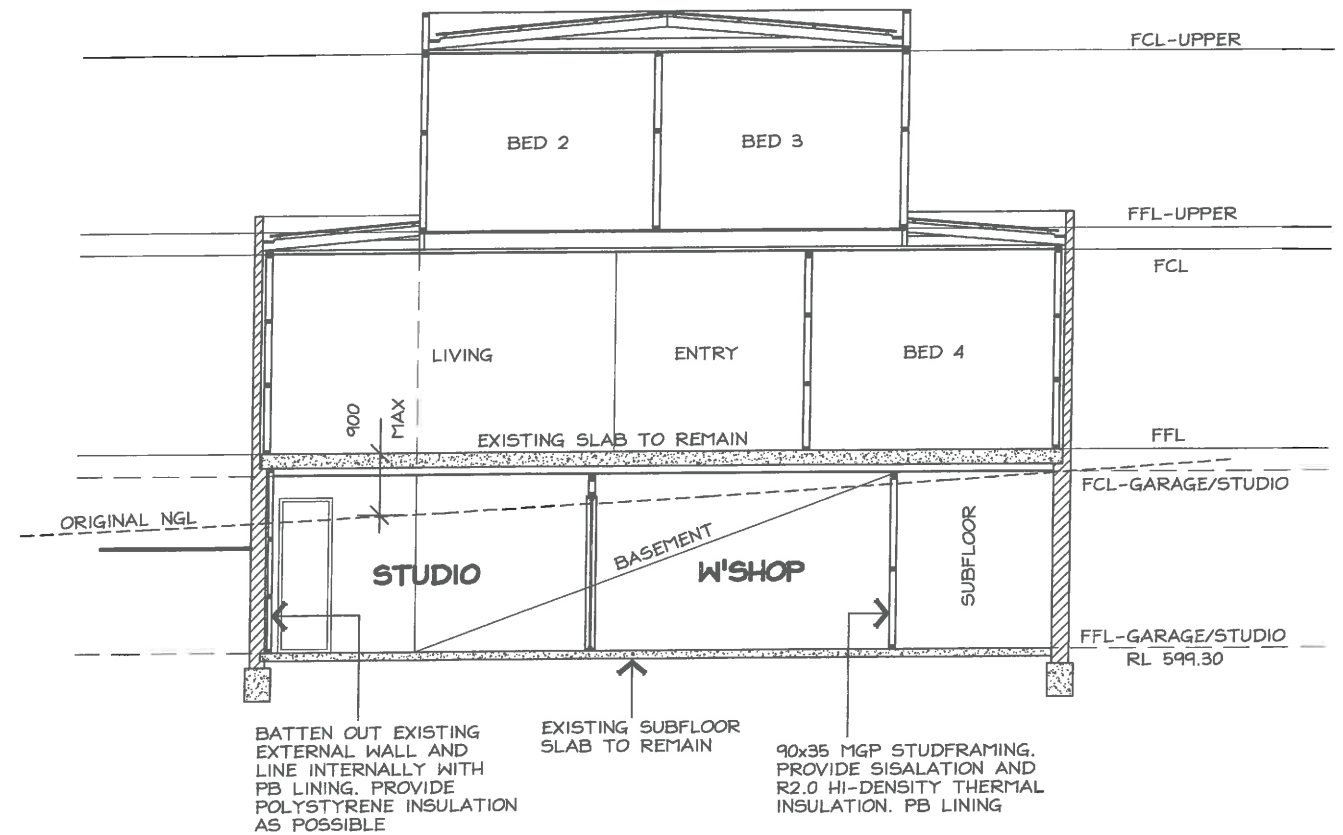 FCL-UPPER
BED 2
BED 3
FFL-UPPER
FCL
LIVING
ENTRY
BED 4
900
MAX
EXISTING SLAB TO REMAIN
FFL
FCL-GARAGE/STUDIO
ORIGINAL NGL
BASEMENT
STUDIO
W'SHOP
SUBFLOOR
FFL-GARAGE/STUDIO
RL 599.30
BATTEN OUT EXISTING
EXTERNAL WALL AND
LINE INTERNALLY WITH
PB LINING. PROVIDE
POLYSTYRENE INSULATION
AS POSSIBLE
EXISTING SUBFLOOR
SLAB TO REMAIN
90x35 MGP STUDFRAMING.
PROVIDE SISALATION AND
R2.0 HI-DENSITY THERMAL
INSULATION. PB LINING